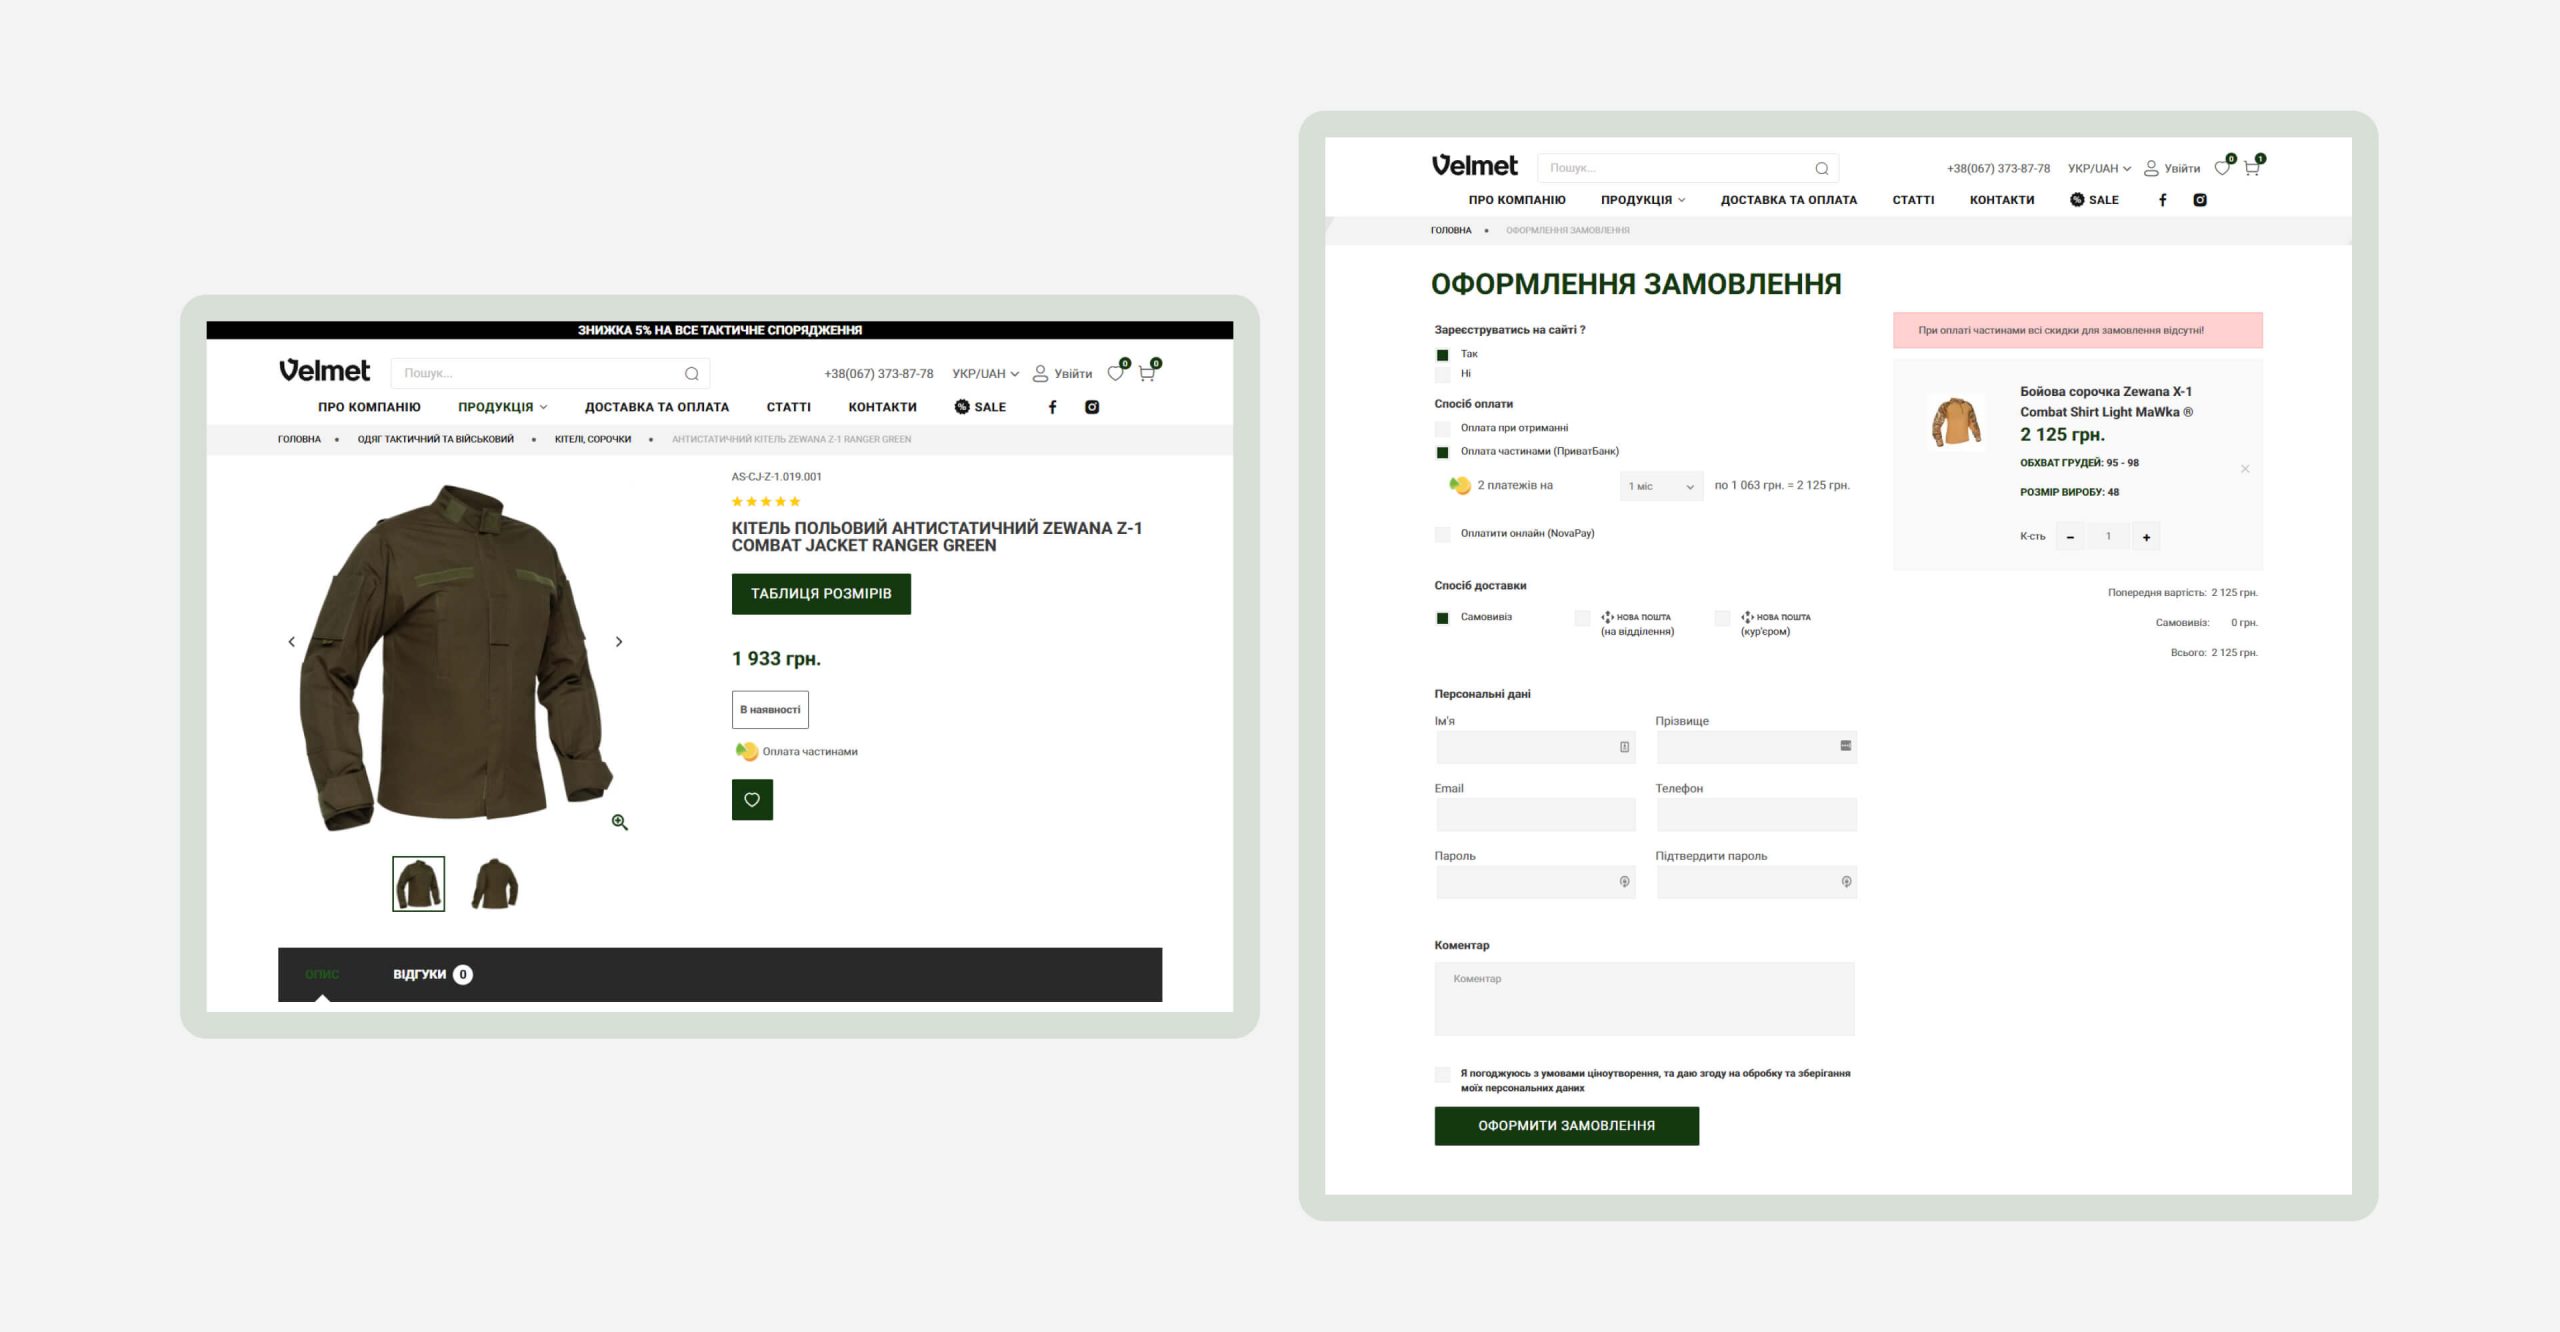 ЗНИЖКА 5% НА ВСЕ ТАКТИЧНЕ СПОРЯДЖЕННЯ
Velmet
Пошук...
+38(067) 373-87-78
УКР/UAH
Увійти
0
0
ПРО КОМПАНІЮ
ПРОДУКЦІЯ
ДОСТАВКА ТА ОПЛАТА
СТАТТІ
КОНТАКТИ
% SALE
ГОЛОВНА • ОДЯГ ТАКТИЧНИЙ ТА ВІЙСЬКОВИЙ • КІТЕЛІ, СОРОЧКИ • АНТИСТАТИЧНИЙ КІТЕЛЬ ZEWANA Z-1 RANGER GREEN
AS-CJ-Z-1.019.001
КІТЕЛЬ ПОЛЬОВИЙ АНТИСТАТИЧНИЙ ZEWANA Z-1
COMBAT JACKET RANGER GREEN
ТАБЛИЦЯ РОЗМІРІВ
1 933 грн.
В наявності
Оплата частинами
ОПИС
ВІДГУКИ 0
Velmet
Пошук...
+38(067) 373-87-78
УКР/UAH
Увійти
0
1
ПРО КОМПАНІЮ
ПРОДУКЦІЯ
ДОСТАВКА ТА ОПЛАТА
СТАТТІ
КОНТАКТИ
% SALE
ГОЛОВНА • ОФОРМЛЕННЯ ЗАМОВЛЕННЯ
ОФОРМЛЕННЯ ЗАМОВЛЕННЯ
Зареєструватись на сайті ?
Так
Ні
Спосіб оплати
Оплата при отриманні
Оплата частинами (ПриватБанк)
2 платежів на 1 міс по 1 063 грн. = 2 125 грн.
Оплатити онлайн (NovaPay)
Спосіб доставки
Самовивіз
НОВА ПОШТА
(на відділення)
НОВА ПОШТА
(кур'єром)
Персональні дані
Ім'я
Прізвище
Email
Телефон
Пароль
Підтвердити пароль
Коментар
Коментар
Я погоджуюсь з умовами ціноутворення, та даю згоду на обробку та зберігання
моїх персональних даних
ОФОРМИТИ ЗАМОВЛЕННЯ
При оплаті частинами всі скидки для замовлення відсутні!
Бойова сорочка Zewana X-1
Combat Shirt Light MaWka ®
2 125 грн.
ОБХВАТ ГРУДЕЙ: 95 - 98
РОЗМІР ВИРОБУ: 48
К-сть - 1 +
Попередня вартість: 2 125 грн.
Самовивіз: 0 грн.
Всього: 2 125 грн.